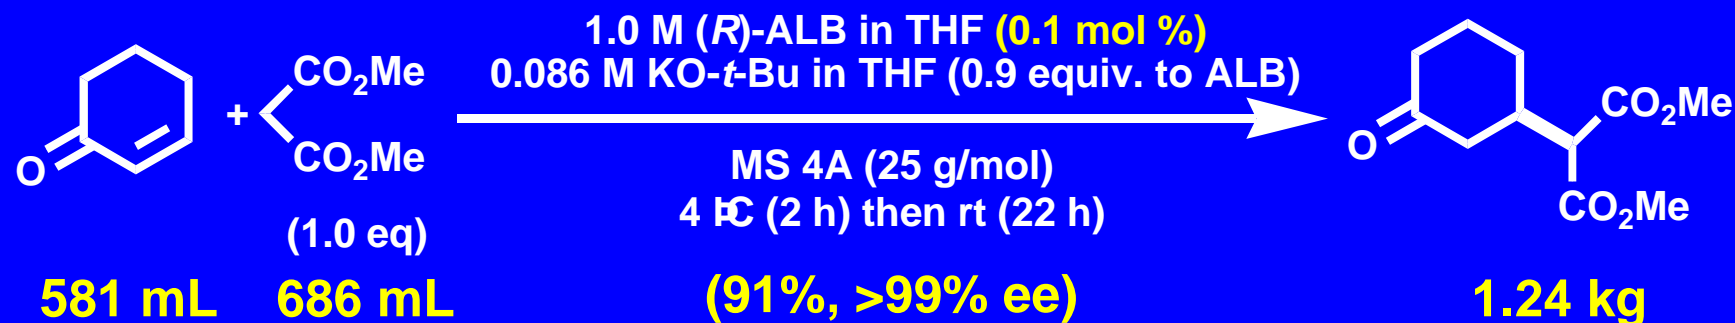 1.0 M (R)-ALB in THF (0.1 mol %)
0.086 M KO-t-Bu in THF (0.9 equiv. to ALB)
CO₂Me
+
CO₂Me
O
CO₂Me
O
CO₂Me
MS 4A (25 g/mol)
4 °C (2 h) then rt (22 h)
(1.0 eq)
581 mL 686 mL (91%, >99% ee) 1.24 kg